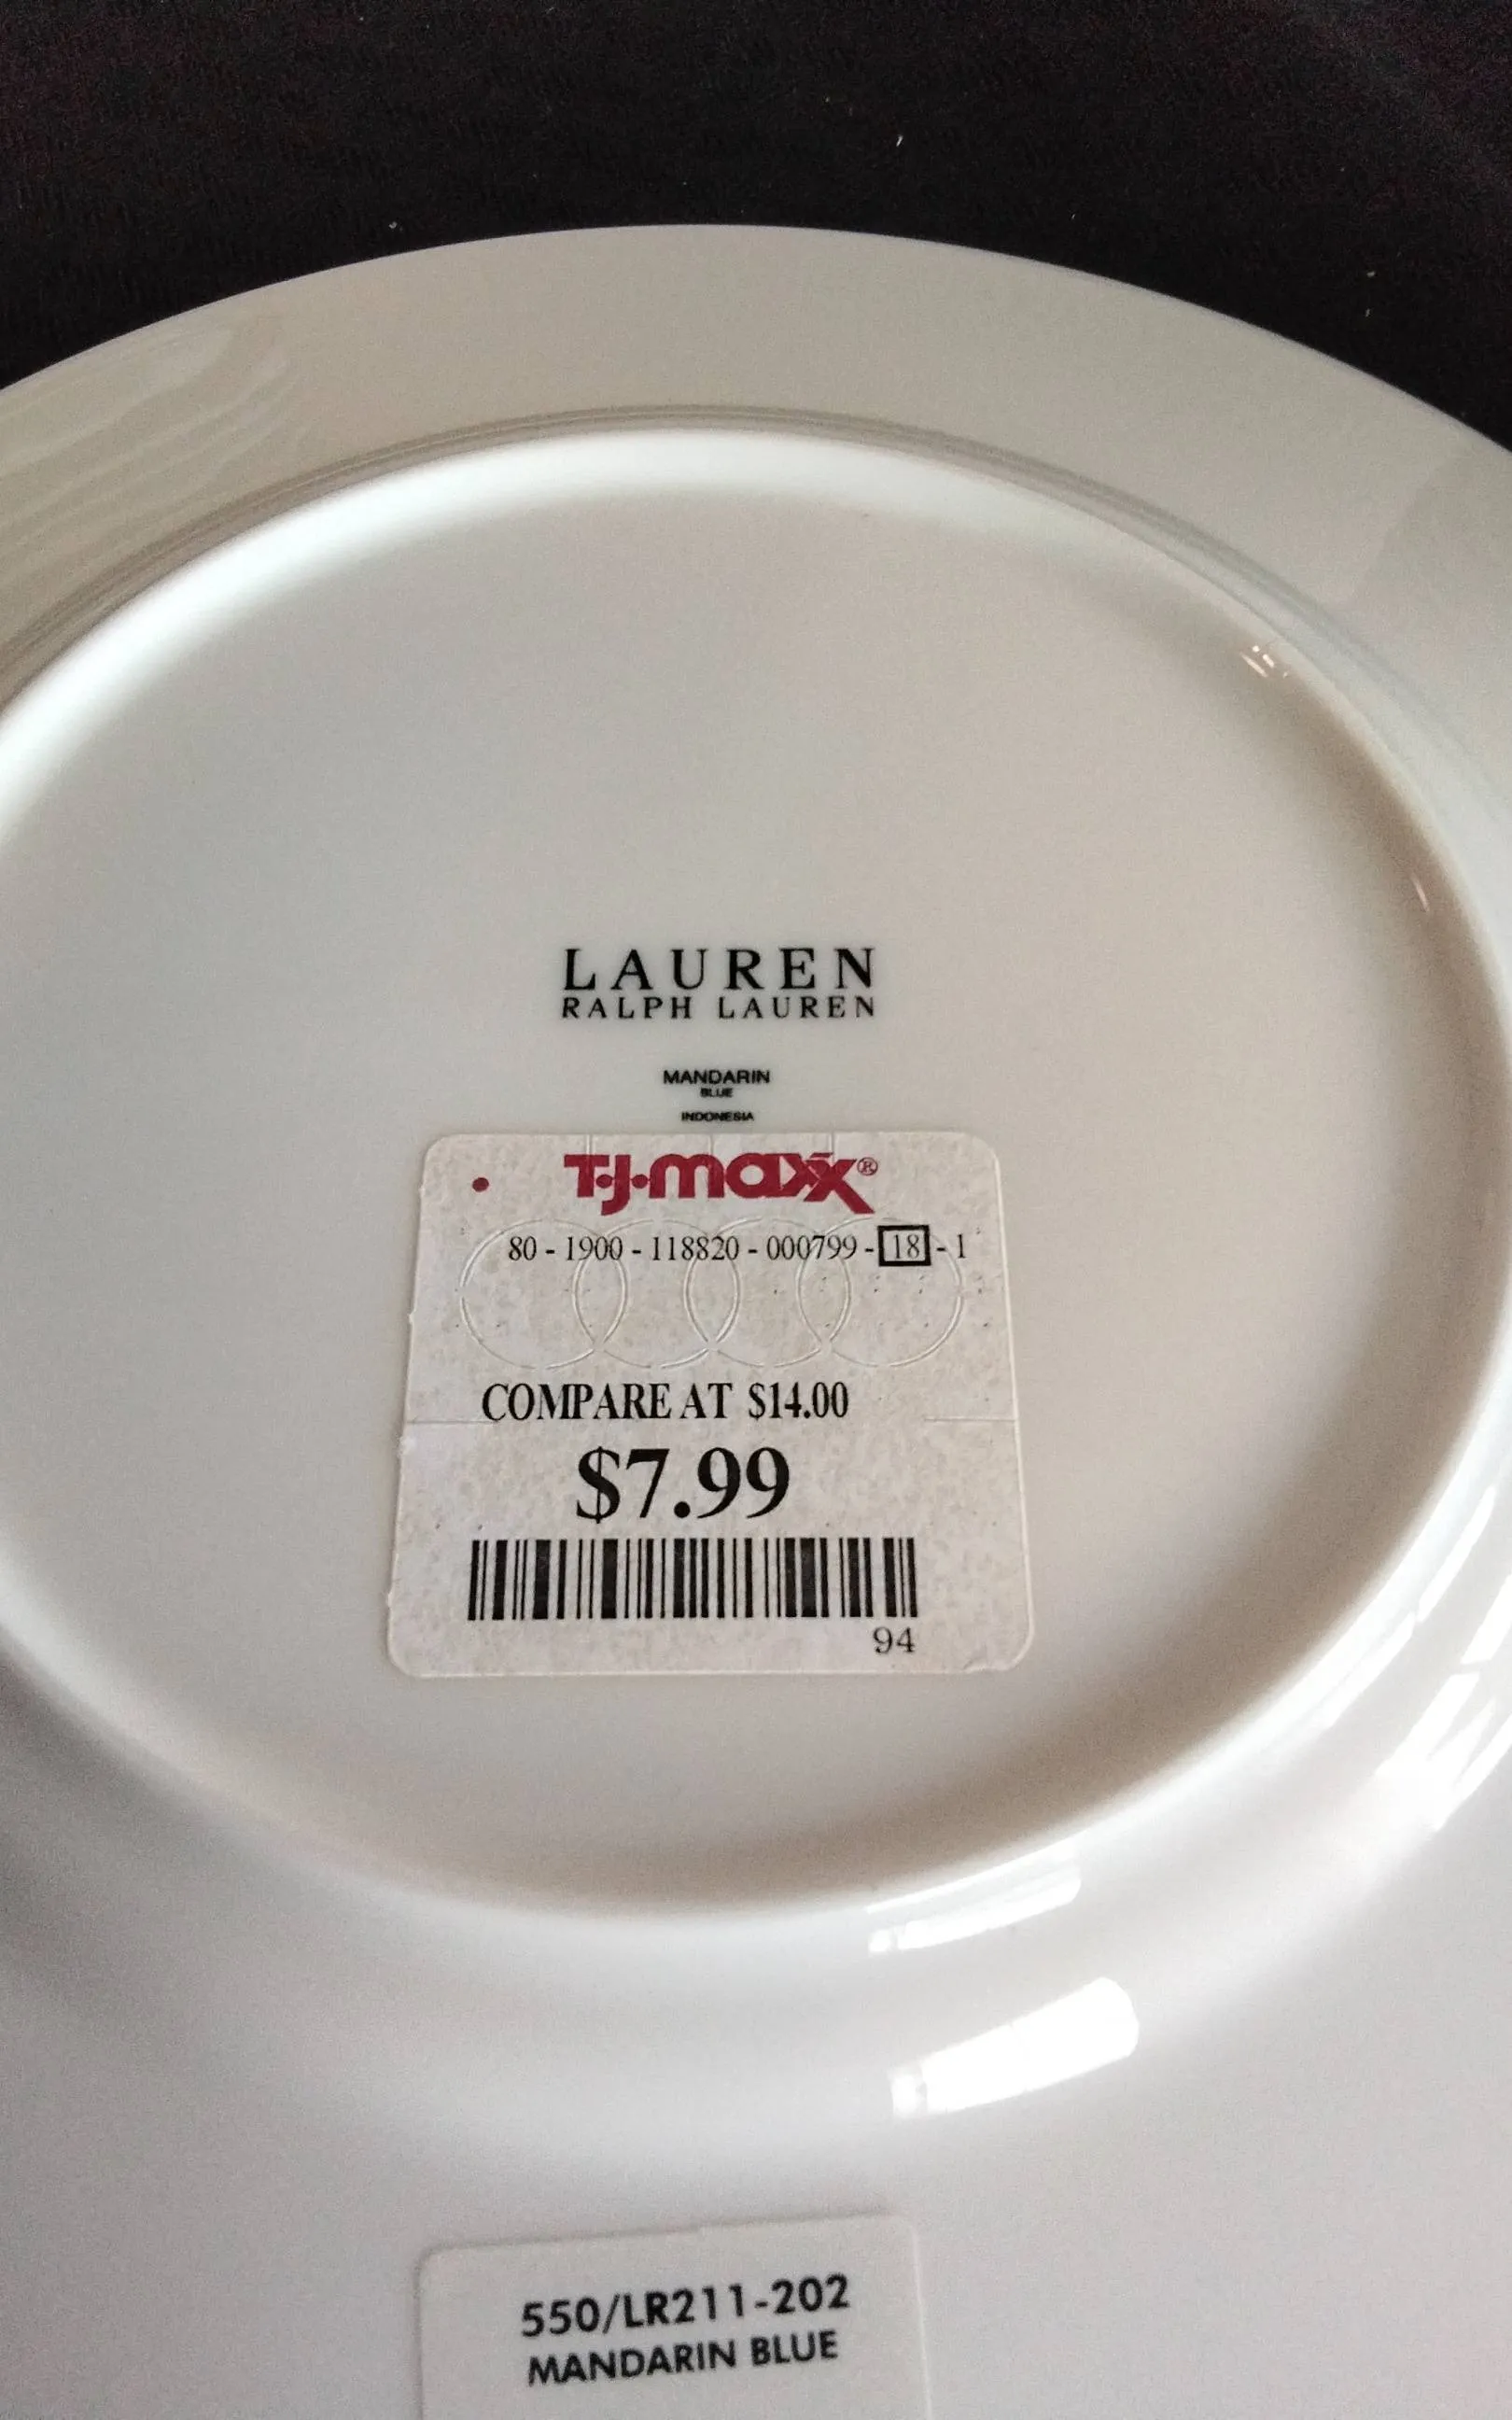 LAUREN
RALPH LAUREN
MANDARIN
BLUE
INDONESIA
T•J•maxx®
80 - 1900 - 118820 - 000799 - 18 - 1
COMPARE AT $14.00
$7.99
94
550/LR211-202
MANDARIN BLUE